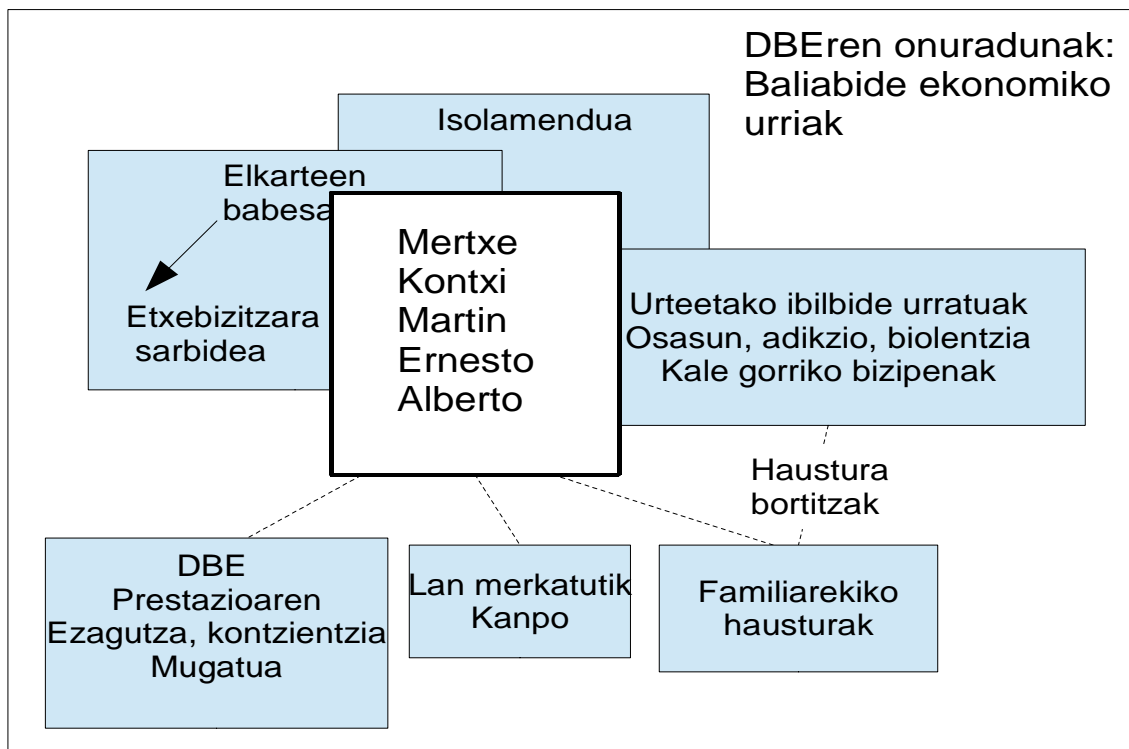 DBEren onuradunak:
Baliabide ekonomiko
urriak
Isolamendua
Elkarteen
babesa
Etxebizitzara
sarbidea
Mertxe
Kontxi
Martin
Ernesto
Alberto
Urteetako ibilbide urratuak
Osasun, adikzio, biolentzia
Kale gorriko bizipenak
Haustura
bortitzak
DBE
Prestazioaren
Ezagutza, kontzientzia
Mugatua
Lan merkatutik
Kanpo
Familiarekiko
hausturak